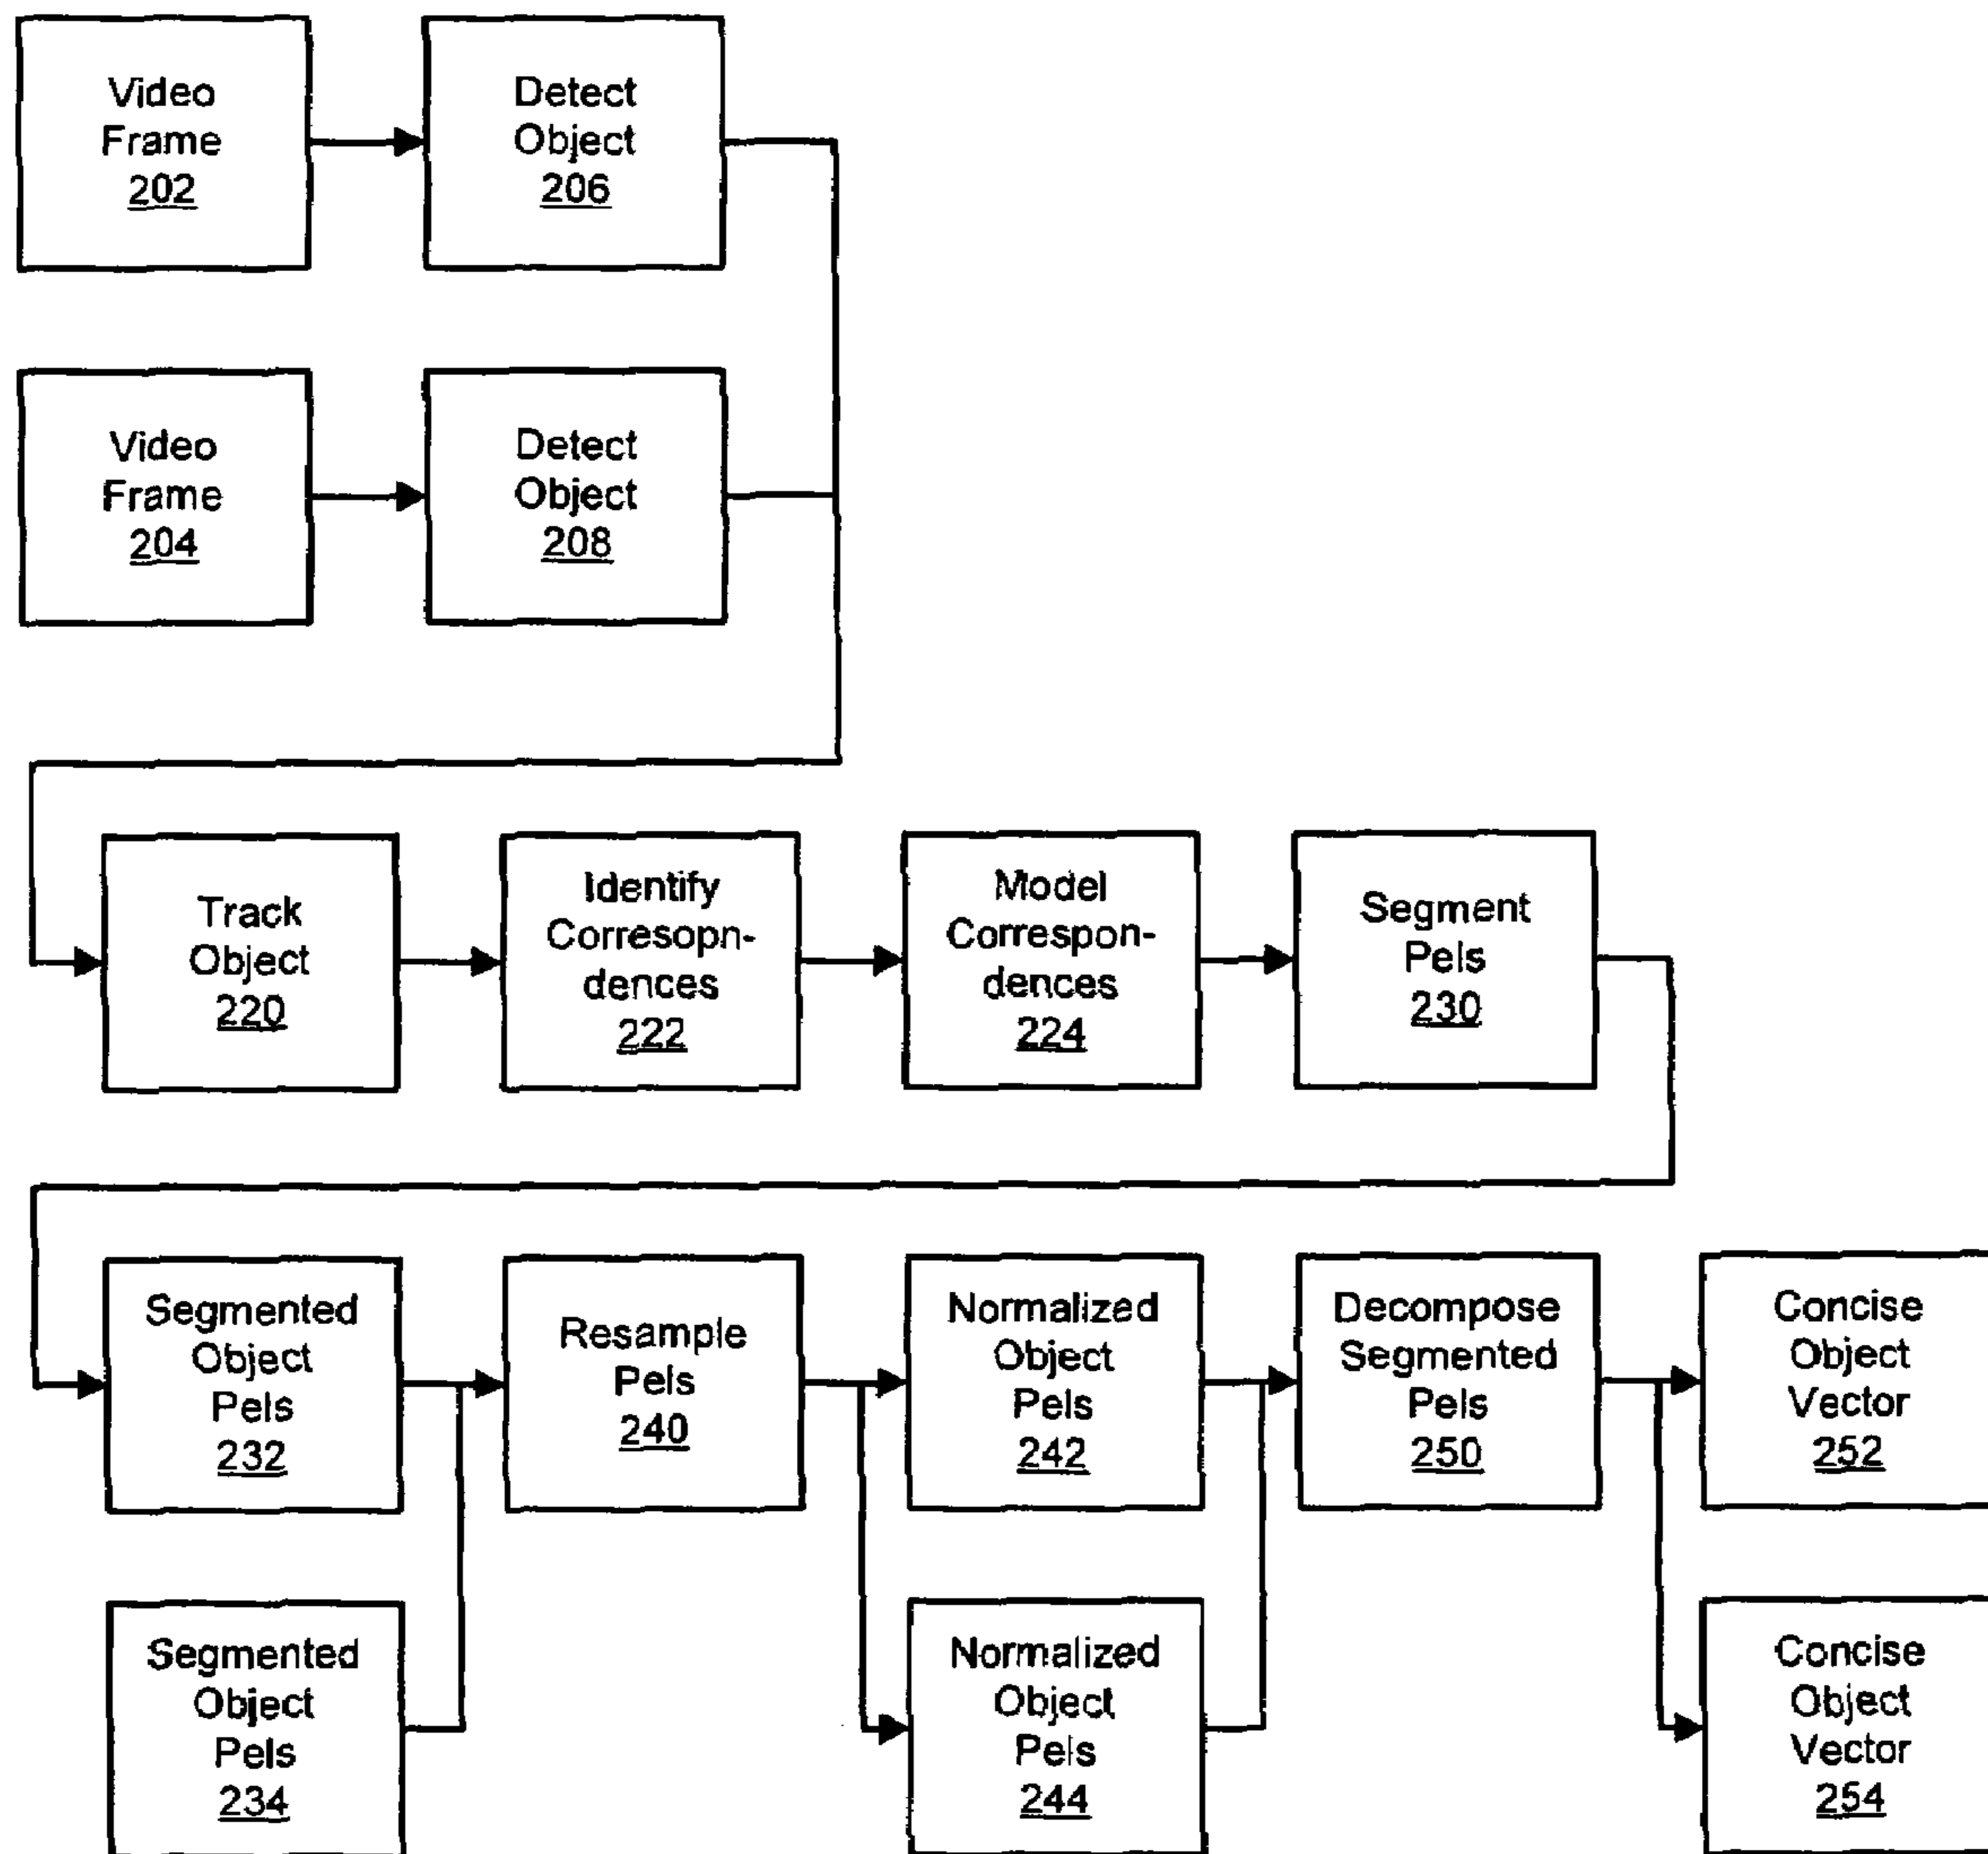 Video
Frame
202
Detect
Object
206
Video
Frame
204
Detect
Object
208
Track
Object
220
Identify
Corresopn-
dences
222
Model
Correspon-
dences
224
Segment
Pels
230
Segmented
Object
Pels
232
Resample
Pels
240
Normalized
Object
Pels
242
Decompose
Segmented
Pels
250
Concise
Object
Vector
252
Segmented
Object
Pels
234
Normalized
Object
Pels
244
Concise
Object
Vector
254